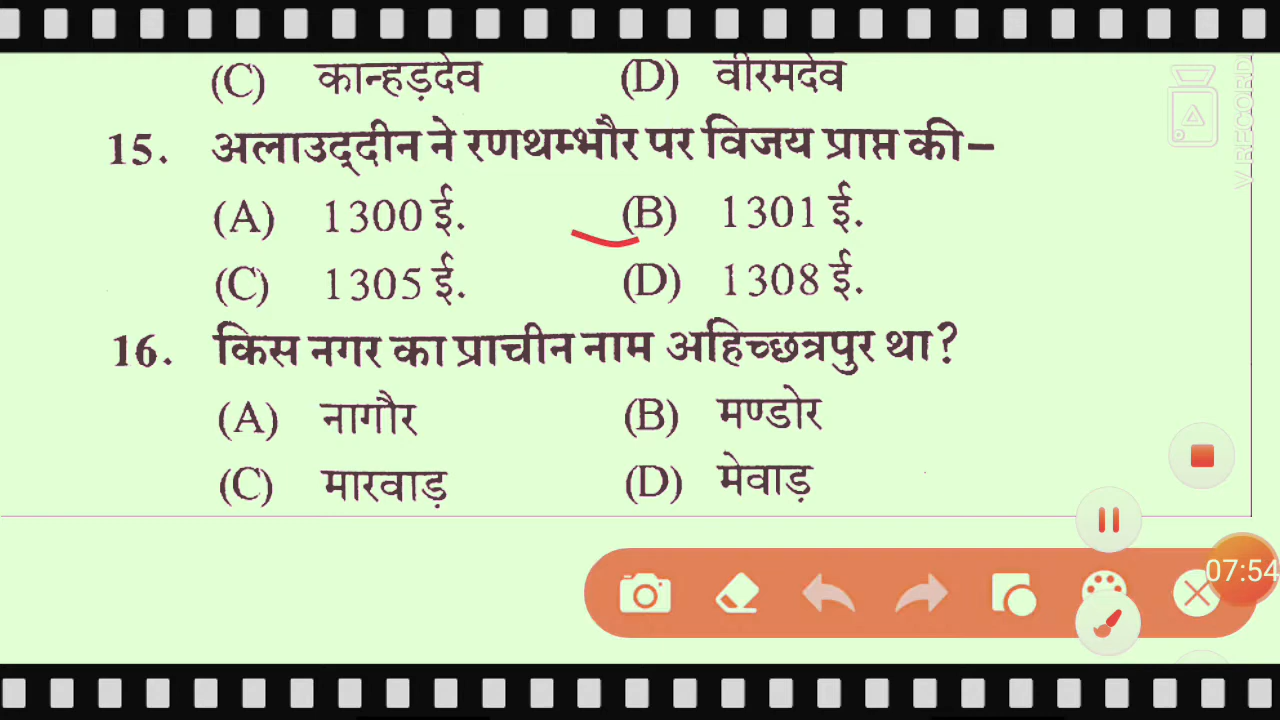 (C) कान्हड़देव (D) वीरमदेव
15. अलाउद्दीन ने रणथम्भौर पर विजय प्राप्त की–
(A) 1300 ई. (B) 1301 ई.
(C) 1305 ई. (D) 1308 ई.
16. किस नगर का प्राचीन नाम अहिच्छत्रपुर था?
(A) नागौर (B) मण्डोर
(C) मारवाड़ (D) मेवाड़
07:54
V RECORD